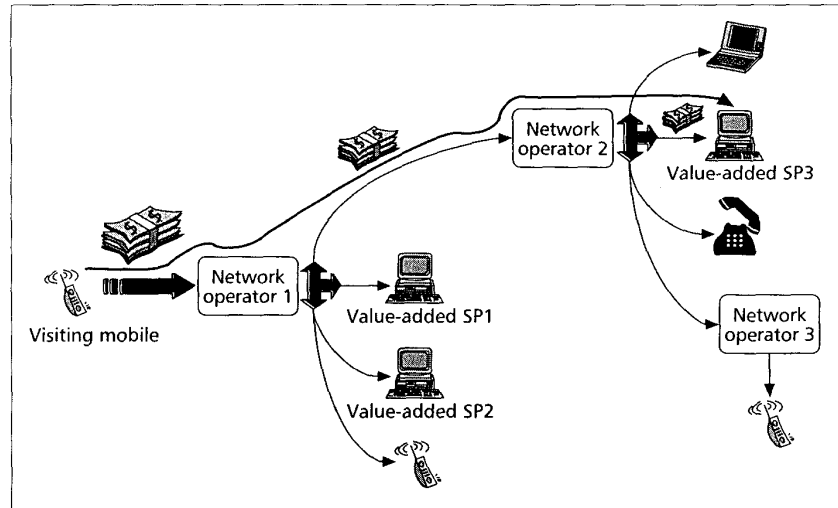 Network
operator 2
Value-added SP3
Network
operator 1
Visiting mobile
Value-added SP1
Network
operator 3
Value-added SP2